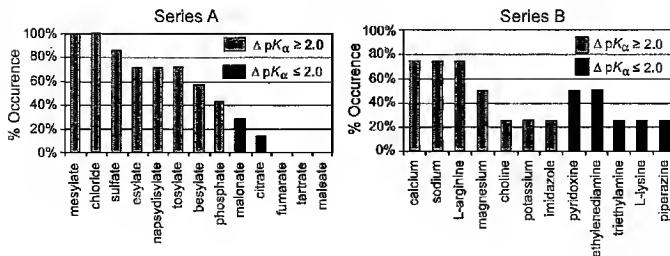 Series A
% Occurence
100%
80%
60%
40%
20%
0%
Δ pKα ≥ 2.0
Δ pKα ≤ 2.0
mesylate
chloride
sulfate
esylate
napsydisylate
tosylate
besylate
phosphate
malonate
citrate
fumarate
tartrate
maleate
Series B
% Occurence
100%
80%
60%
40%
20%
0%
Δ pKα ≥ 2.0
Δ pKα ≤ 2.0
calcium
sodium
L-arginine
magnesium
choline
potassium
imidazole
pyridoxine
ethylenediamine
triethylamine
L-lysine
piperazine